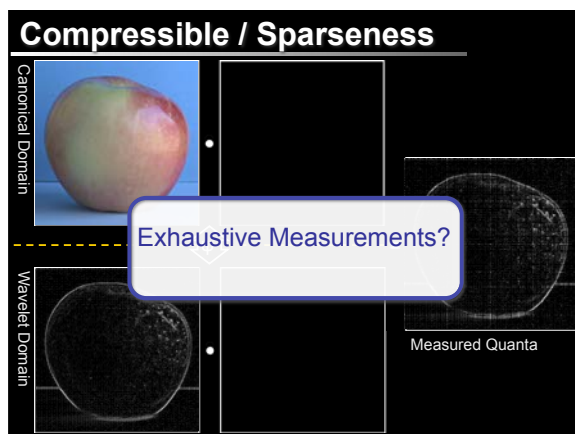 Compressible / Sparseness
Canonical Domain
Exhaustive Measurements?
Wavelet Domain
Measured Quanta